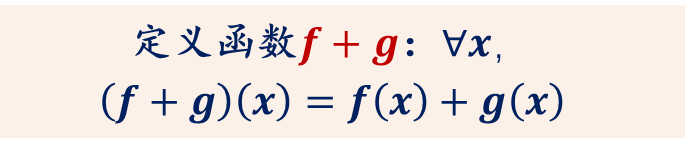 定义函数f + g: ∀x,
(f + g)(x) = f(x) + g(x)